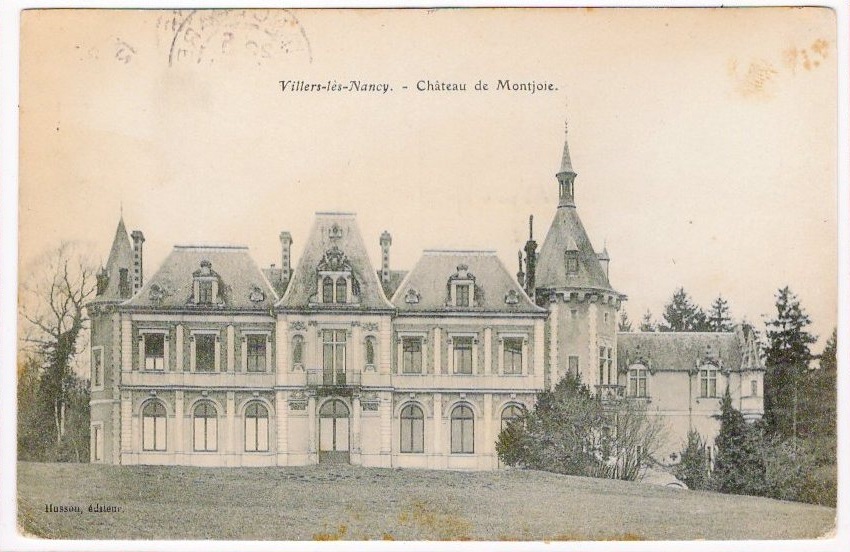 Villers-lès-Nancy. - Château de Montjoie.
Husson, éditeur.